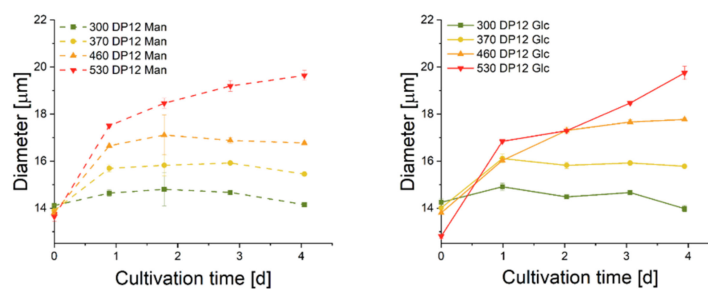 300 DP12 Man
370 DP12 Man
460 DP12 Man
530 DP12 Man
Diameter [μm]
22
20
18
16
14
0
1
2
3
4
Cultivation time [d]
300 DP12 Glc
370 DP12 Glc
460 DP12 Glc
530 DP12 Glc
Diameter [μm]
22
20
18
16
14
0
1
2
3
4
Cultivation time [d]